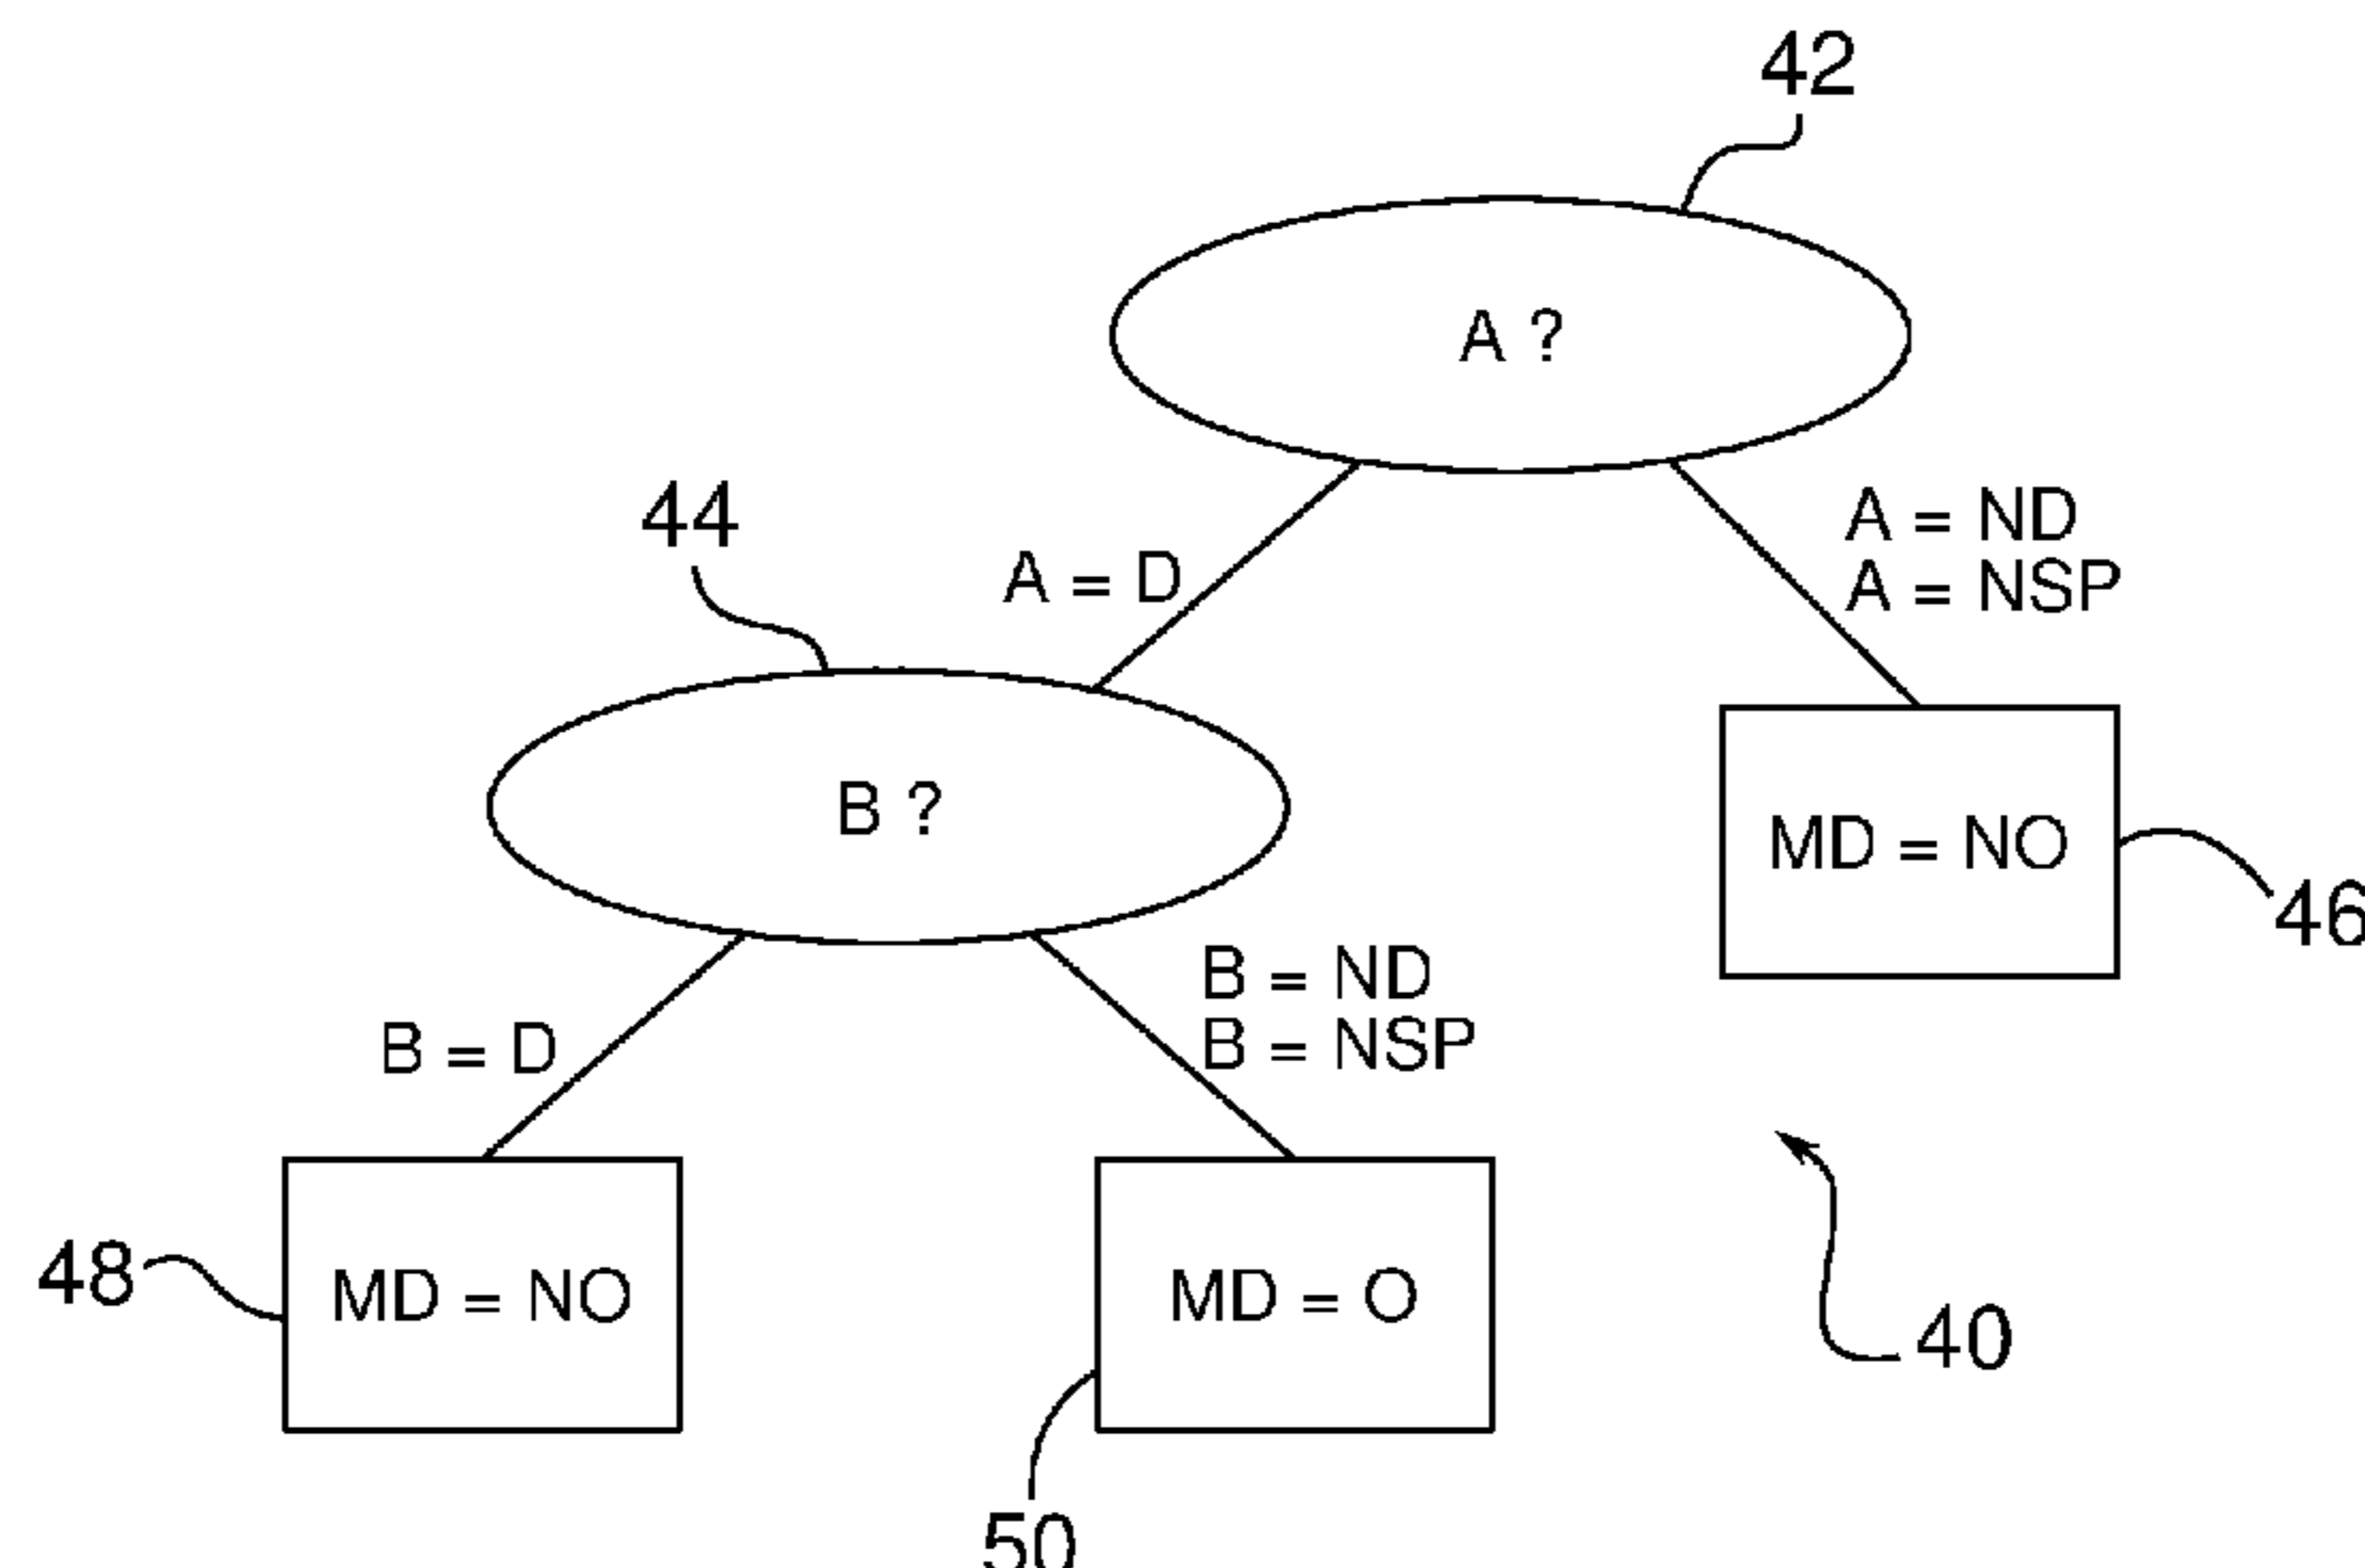 42
A ?
44
A = D
A = ND
A = NSP
B ?
MD = NO
46
B = D
B = ND
B = NSP
48
MD = NO
MD = O
40
50